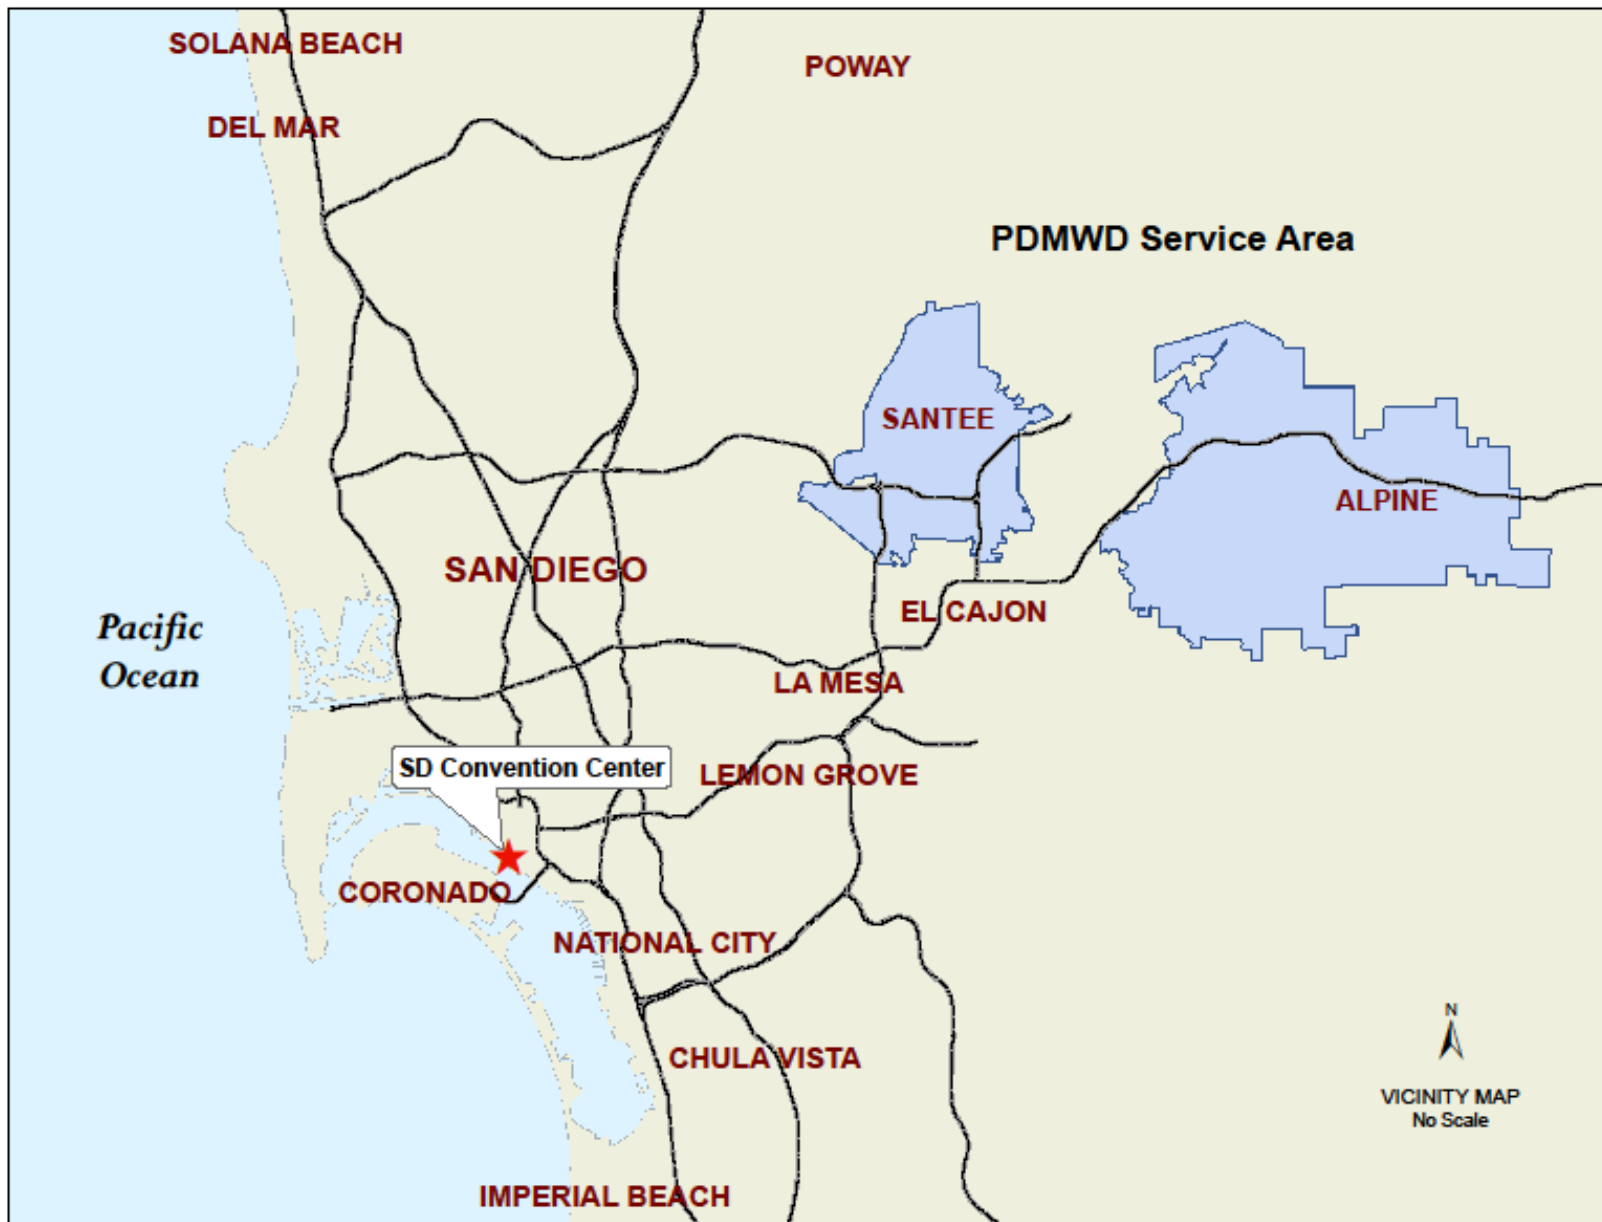 SOLANA BEACH
POWAY
DEL MAR
PDMWD Service Area
SANTEE
ALPINE
SAN DIEGO
EL CAJON
Pacific
Ocean
LA MESA
SD Convention Center
LEMON GROVE
CORONADO
NATIONAL CITY
N
CHULA VISTA
VICINITY MAP
No Scale
IMPERIAL BEACH